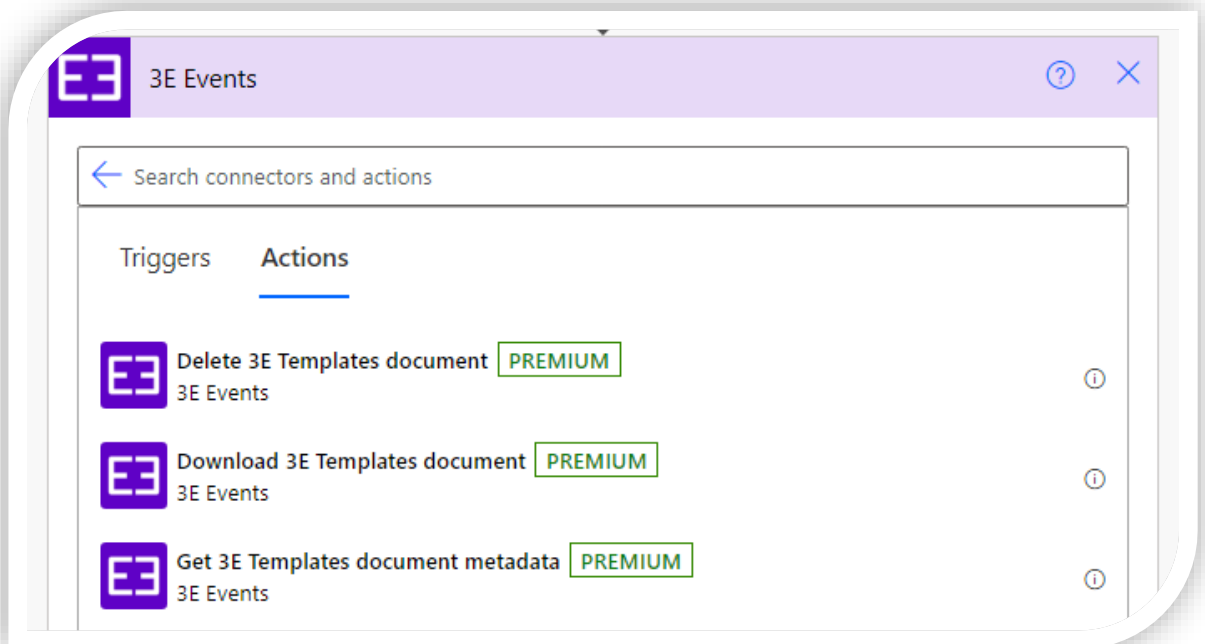 3E Events
Search connectors and actions
Triggers Actions
Delete 3E Templates document PREMIUM
3E Events
Download 3E Templates document PREMIUM
3E Events
Get 3E Templates document metadata PREMIUM
3E Events